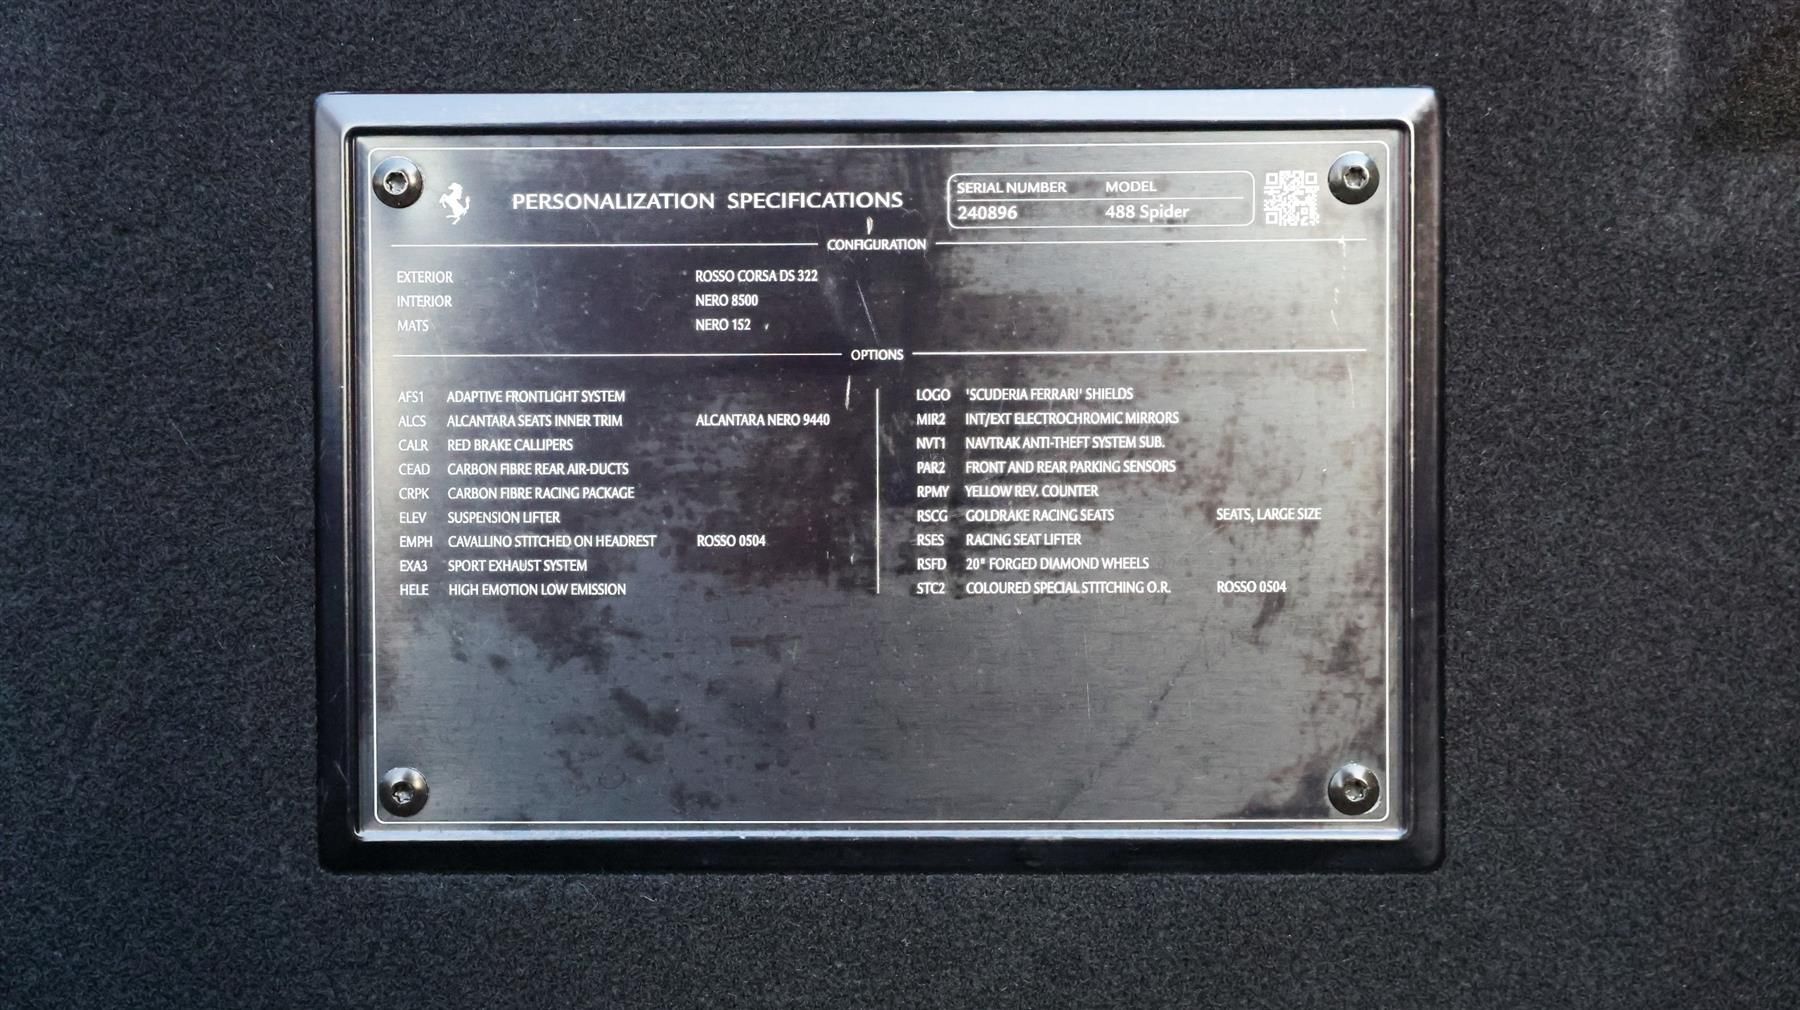 PERSONALIZATION SPECIFICATIONS
SERIAL NUMBER MODEL
240896 488 Spider
CONFIGURATION
EXTERIOR ROSSO CORSA DS 322
INTERIOR NERO 8500
MATS NERO 152
OPTIONS
AFS1 ADAPTIVE FRONTLIGHT SYSTEM
ALCS ALCANTARA SEATS INNER TRIM ALCANTARA NERO 9440
CALR RED BRAKE CALLIPERS
CEAD CARBON FIBRE REAR AIR-DUCTS
CRPK CARBON FIBRE RACING PACKAGE
ELEV SUSPENSION LIFTER
EMPH CAVALLINO STITCHED ON HEADREST ROSSO 0504
EXA3 SPORT EXHAUST SYSTEM
HELE HIGH EMOTION LOW EMISSION
LOGO 'SCUDERIA FERRARI' SHIELDS
MIR2 INT/EXT ELECTROCHROMIC MIRRORS
NVT1 NAVTRAK ANTI-THEFT SYSTEM SUB.
PAR2 FRONT AND REAR PARKING SENSORS
RPMY YELLOW REV. COUNTER
RSCG GOLDRAKE RACING SEATS SEATS, LARGE SIZE
RSES RACING SEAT LIFTER
RSFD 20" FORGED DIAMOND WHEELS
STC2 COLOURED SPECIAL STITCHING O.R. ROSSO 0504